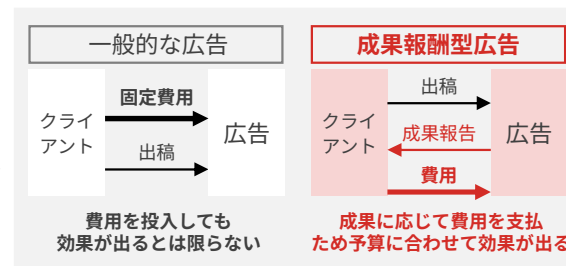 一般的な広告
クライ
アント
固定費用
出稿
広告
費用を投入しても
効果が出るとは限らない
成果報酬型広告
クライ
アント
出稿
成果報告
費用
広告
成果に応じて費用を支払
ため予算に合わせて効果が出る